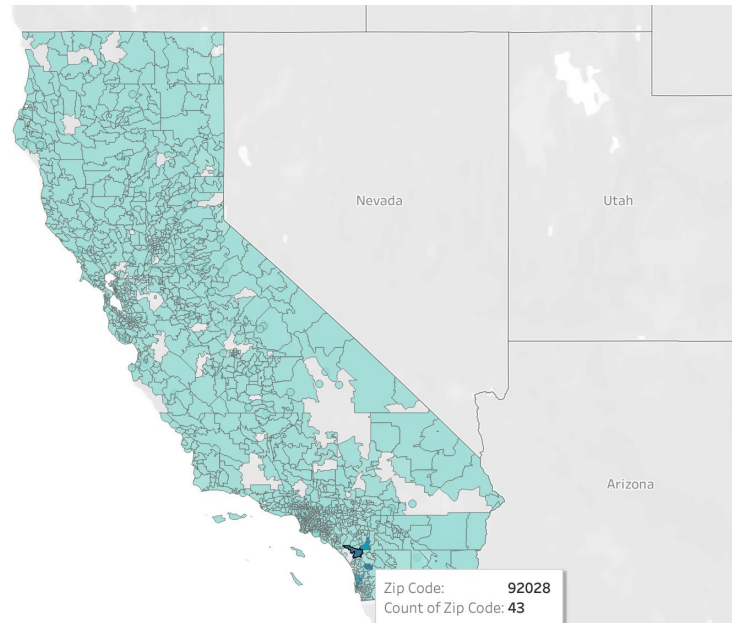 Nevada
Utah
Arizona
Zip Code: 92028
Count of Zip Code: 43